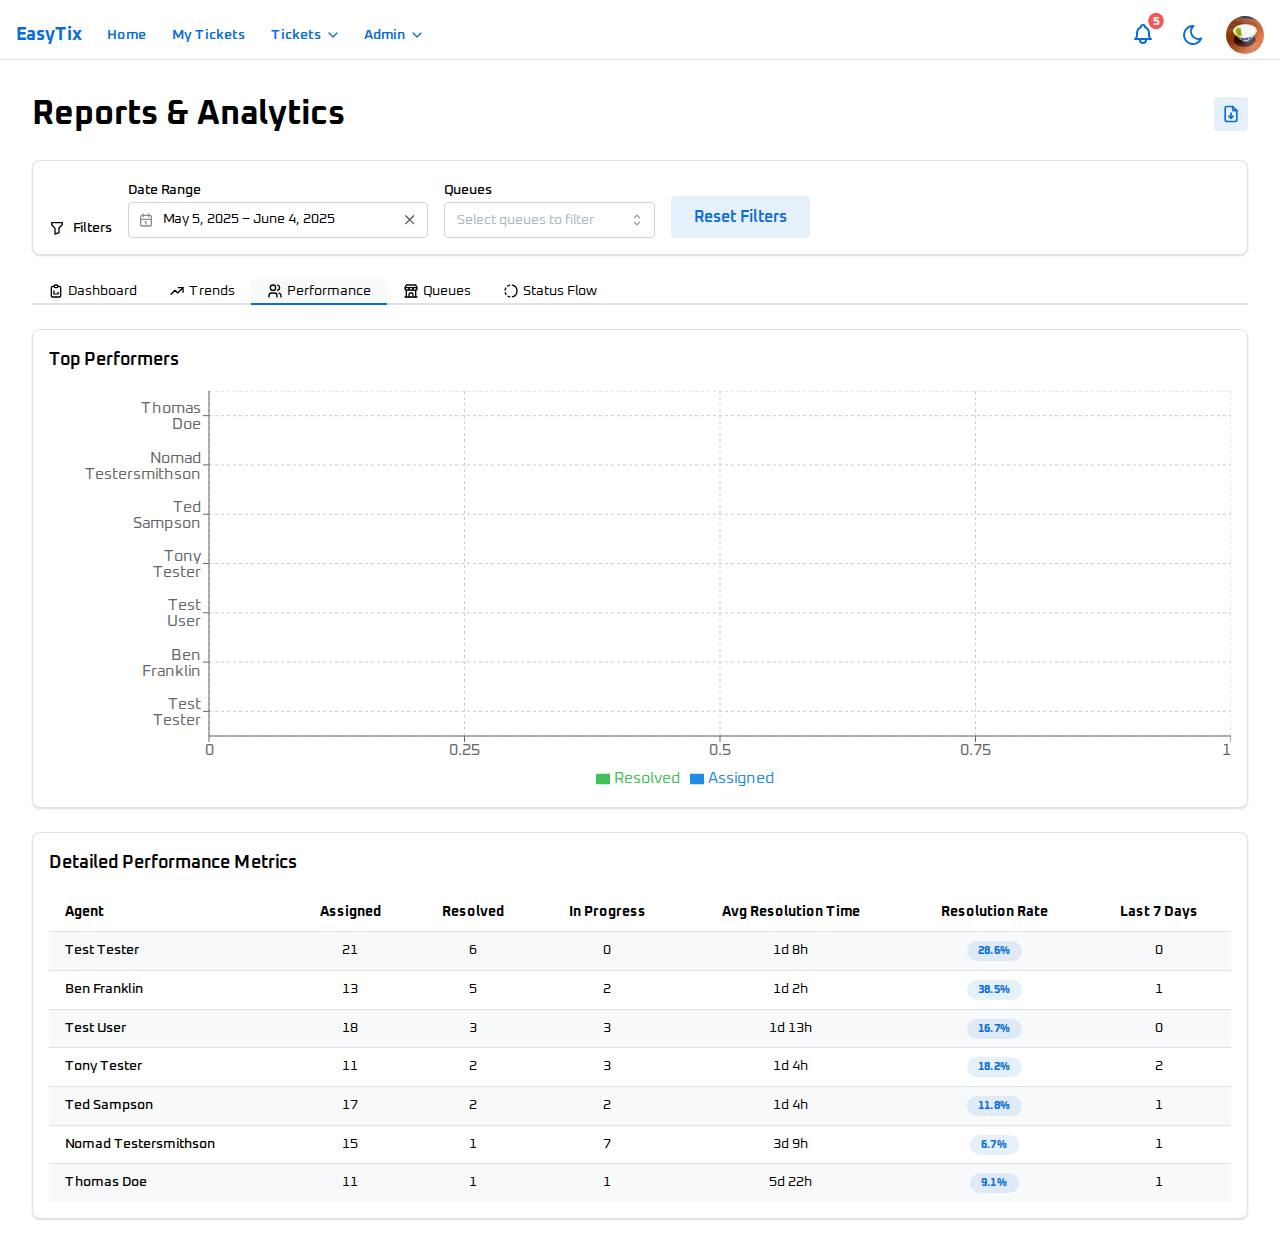 EasyTix Home My Tickets Tickets Admin 5
Reports & Analytics
Filters
Date Range
May 5, 2025 – June 4, 2025
Queues
Select queues to filter
Reset Filters
Dashboard Trends Performance Queues Status Flow
Top Performers
Thomas
Doe
Nomad
Testersmithson
Ted
Sampson
Tony
Tester
Test
User
Ben
Franklin
Test
Tester
0 0.25 0.5 0.75 1
Resolved Assigned
Detailed Performance Metrics
Agent Assigned Resolved In Progress Avg Resolution Time Resolution Rate Last 7 Days
Test Tester 21 6 0 1d 8h 28.6% 0
Ben Franklin 13 5 2 1d 2h 38.5% 1
Test User 18 3 3 1d 13h 16.7% 0
Tony Tester 11 2 3 1d 4h 18.2% 2
Ted Sampson 17 2 2 1d 4h 11.8% 1
Nomad Testersmithson 15 1 7 3d 9h 6.7% 1
Thomas Doe 11 1 1 5d 22h 9.1% 1